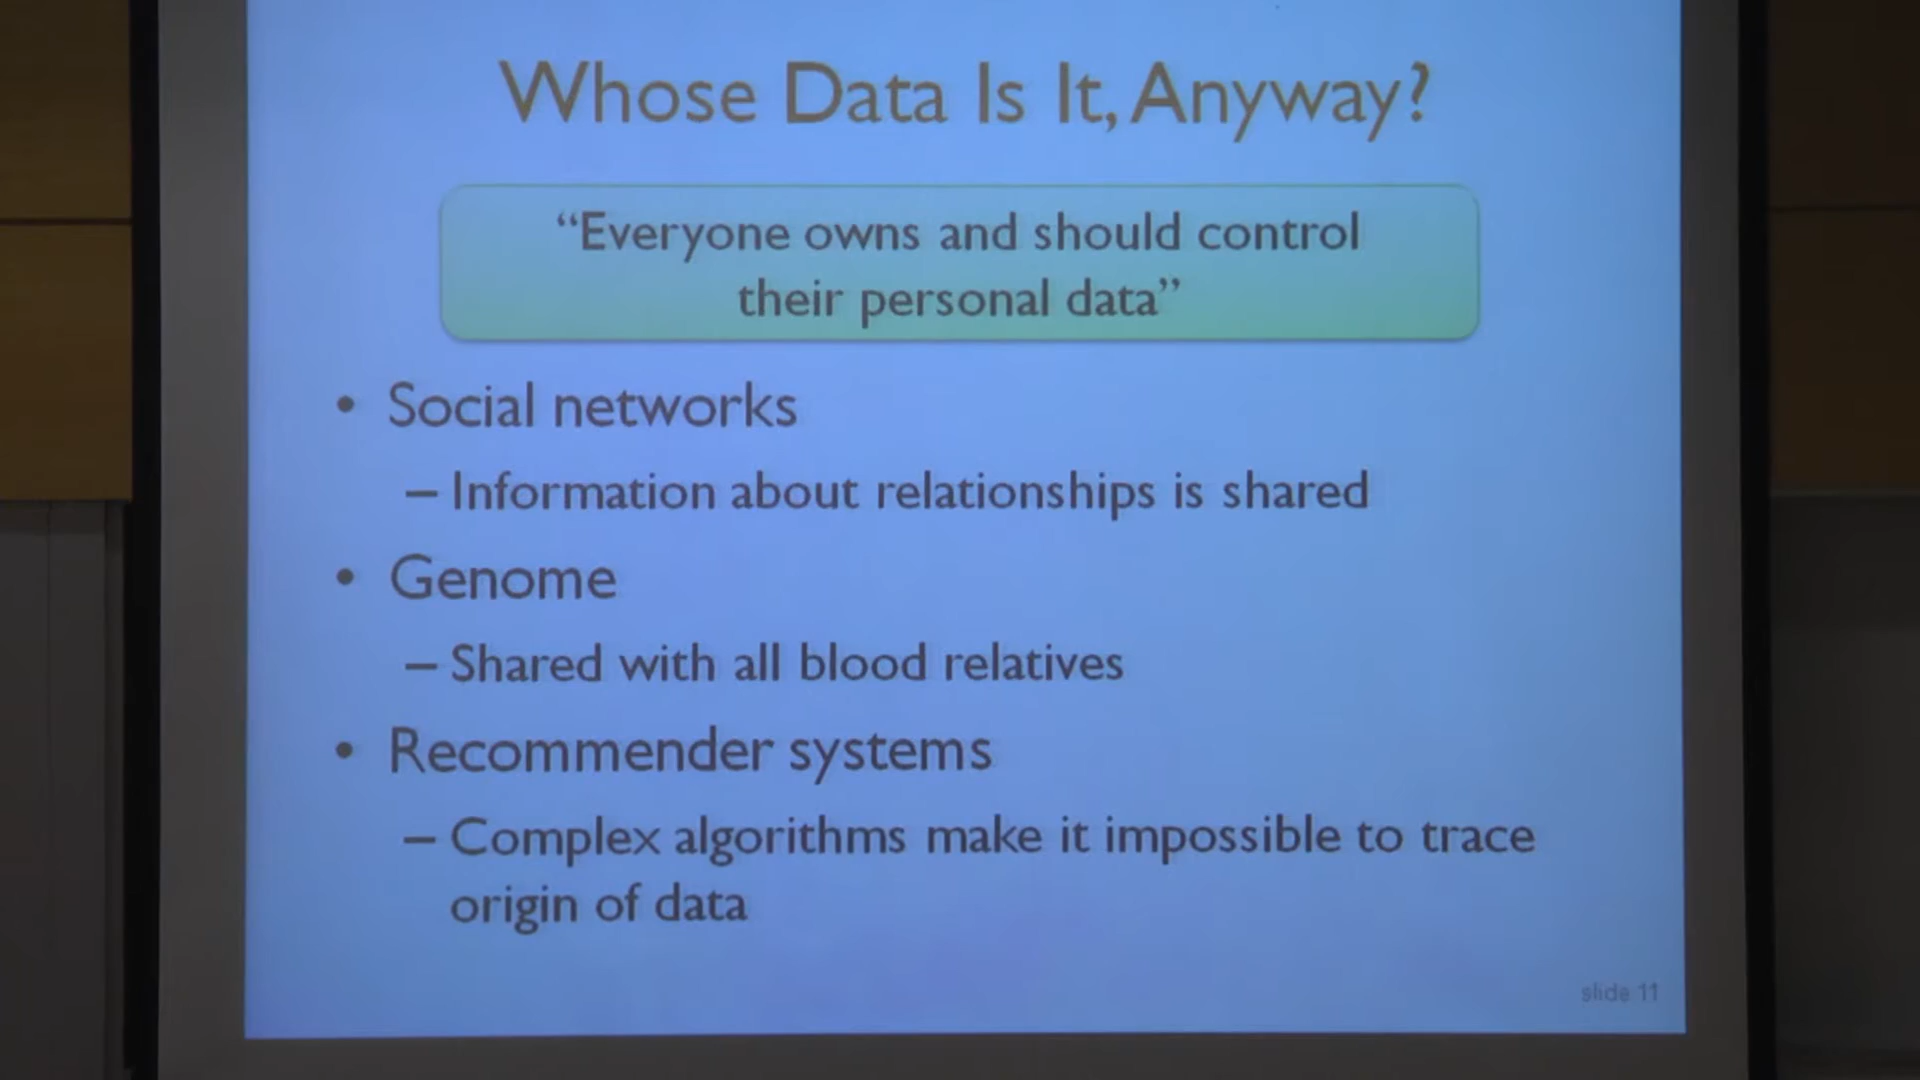 Whose Data Is It, Anyway?
“Everyone owns and should control
their personal data”
• Social networks
– Information about relationships is shared
• Genome
– Shared with all blood relatives
• Recommender systems
– Complex algorithms make it impossible to trace
origin of data
slide 11